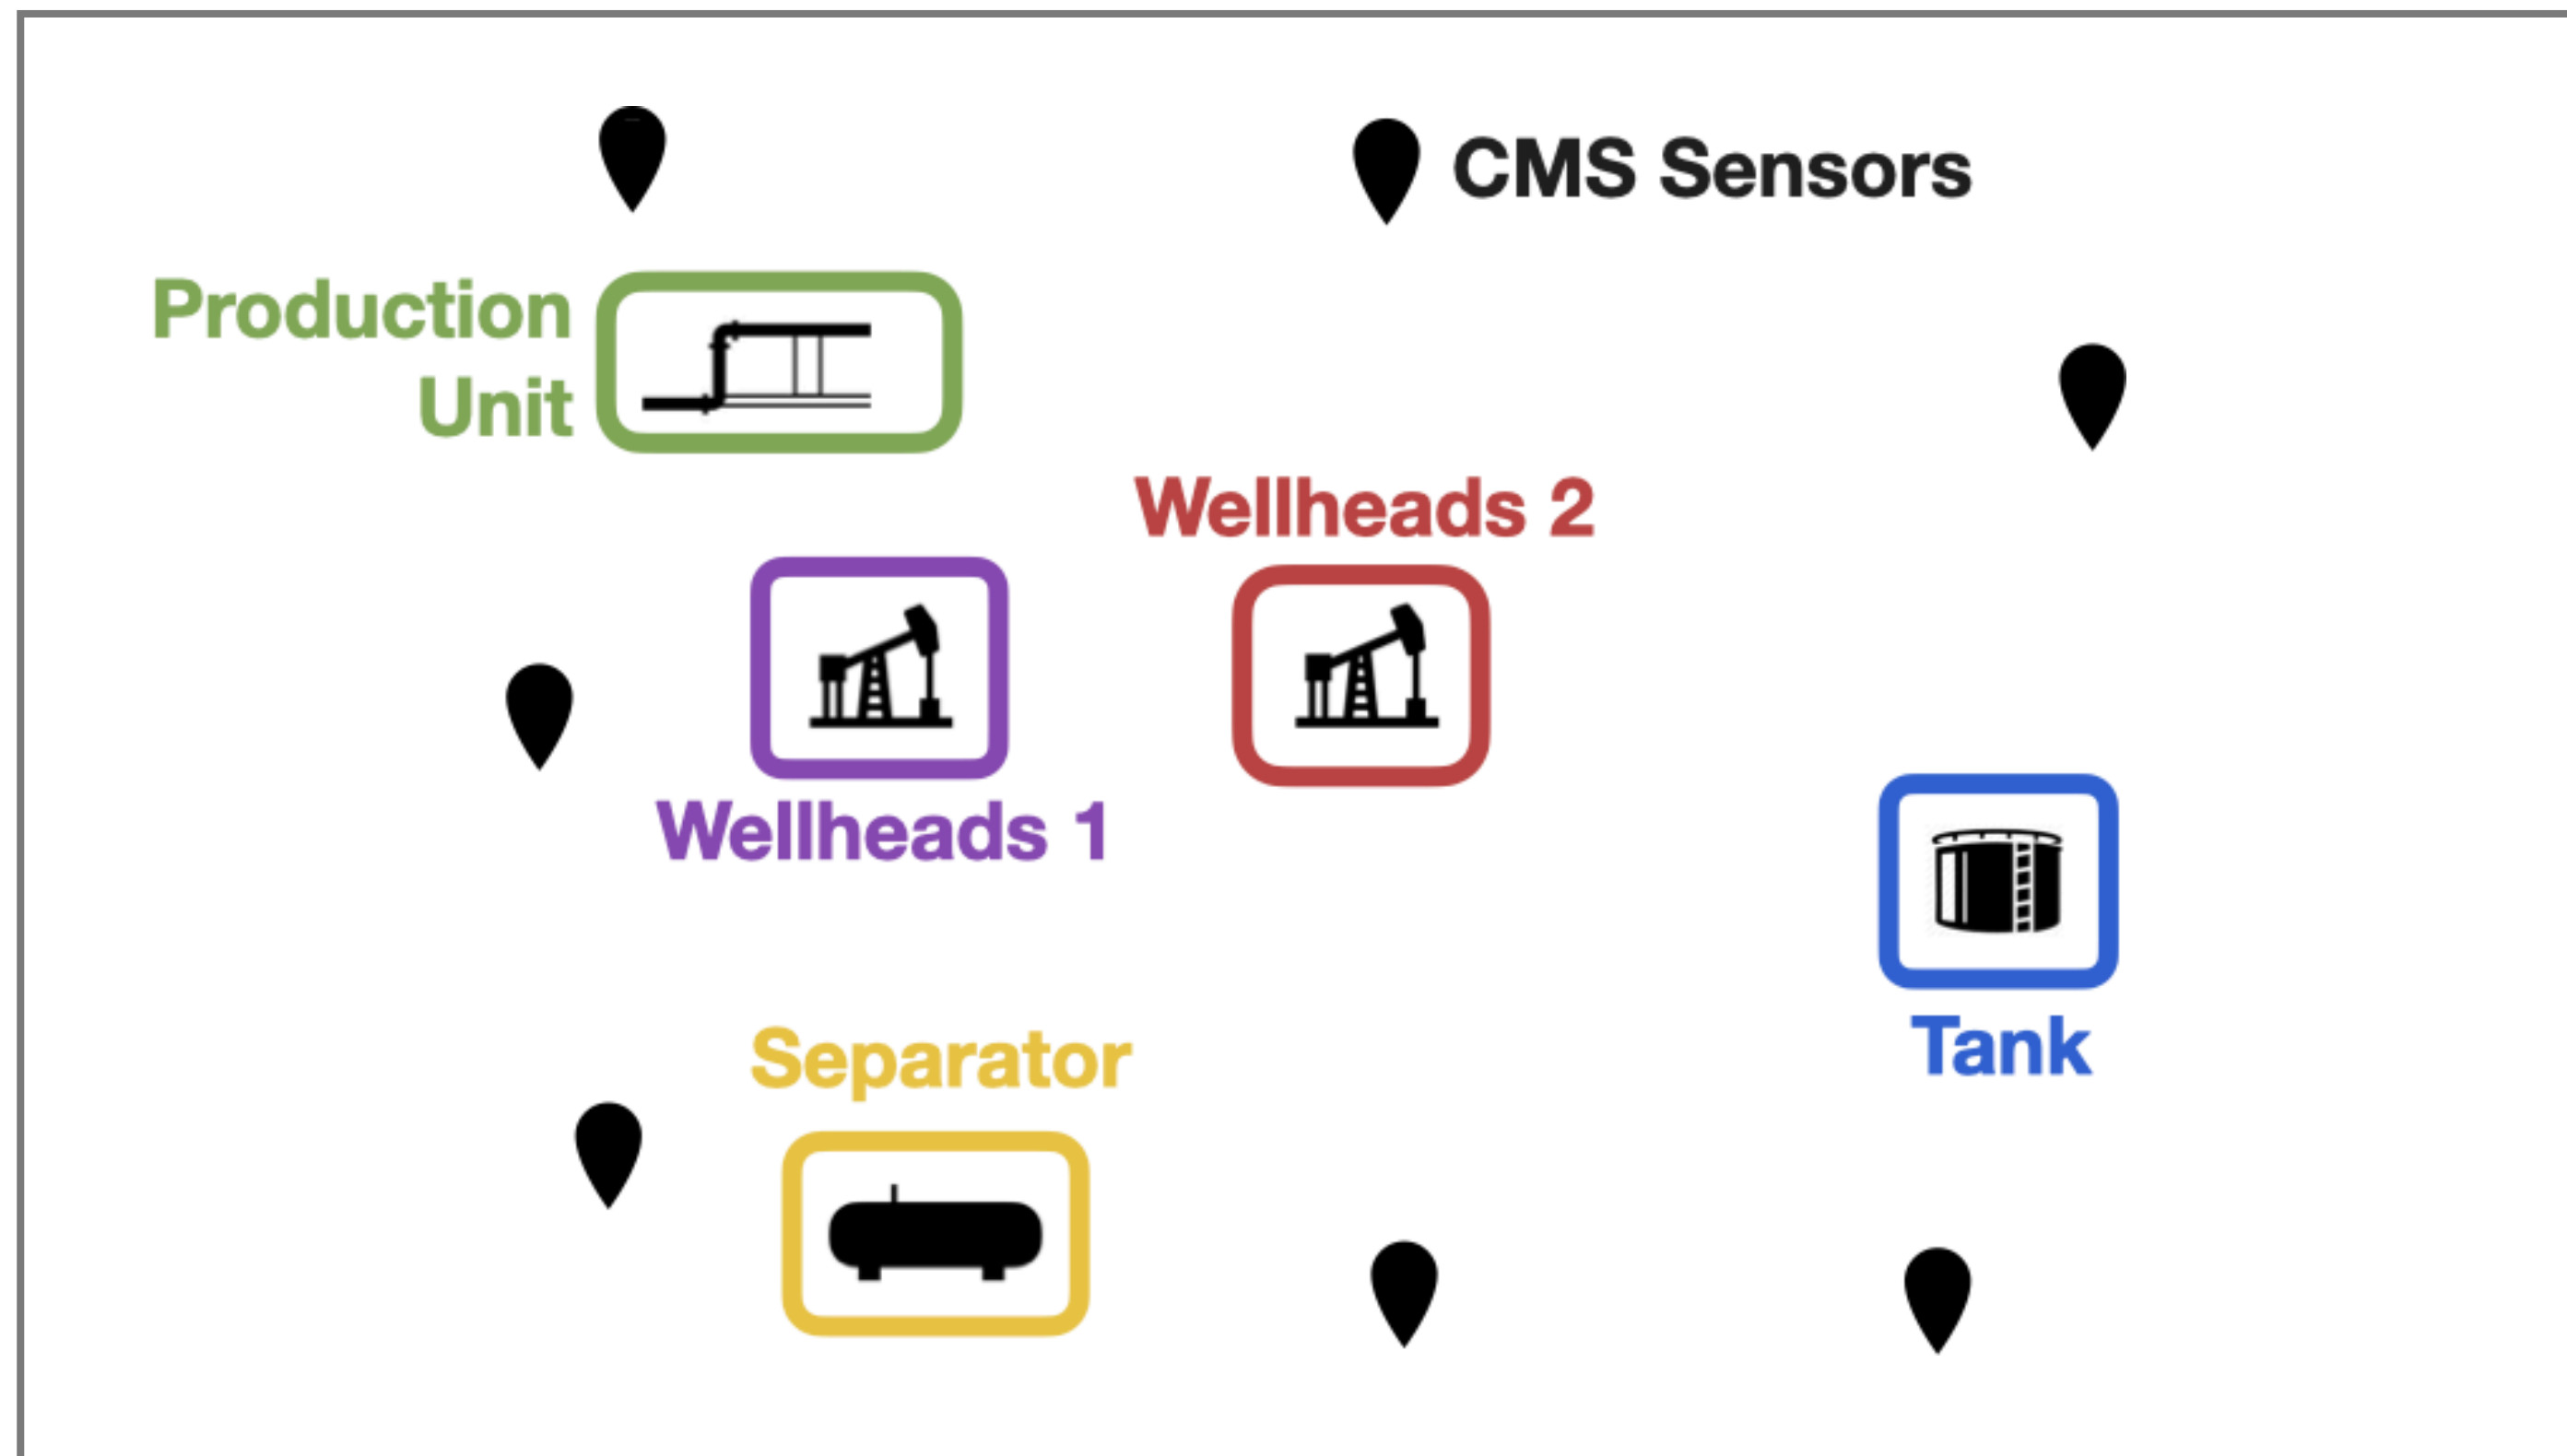 CMS Sensors
Production
Unit
Wellheads 2
Wellheads 1
Separator
Tank